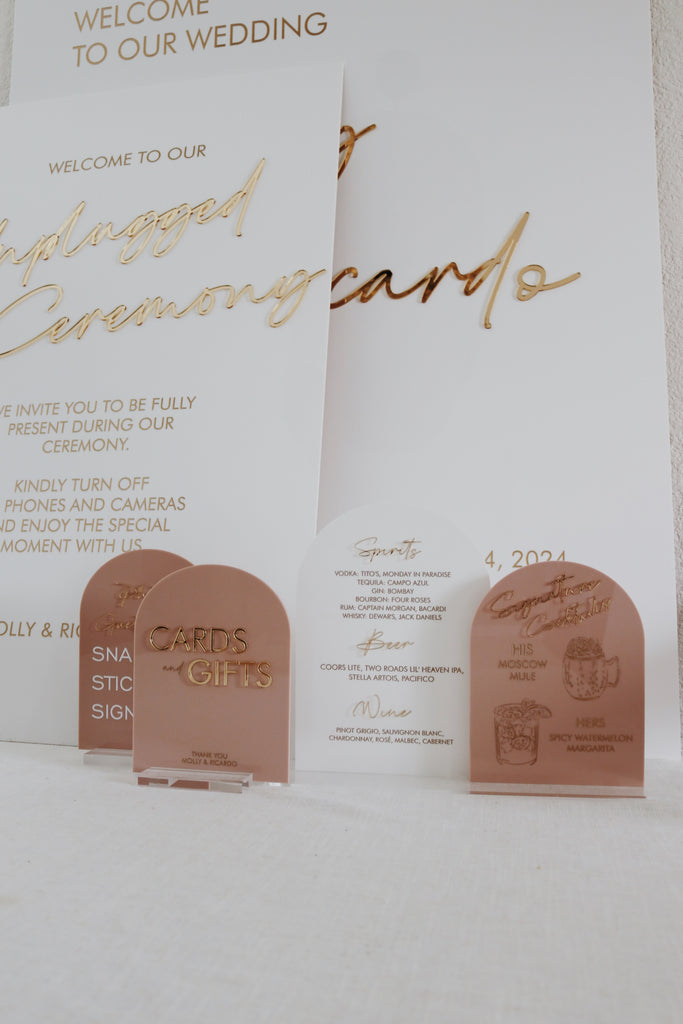 WELCOME
TO OUR WEDDING
cardo
4, 2024
WELCOME TO OUR
Unplugged
Ceremony
WE INVITE YOU TO BE FULLY
PRESENT DURING OUR
CEREMONY.
KINDLY TURN OFF
PHONES AND CAMERAS
AND ENJOY THE SPECIAL
MOMENT WITH US
OLLY & RIC
SNA
STIC
SIGN
CARDS
and GIFTS
THANK YOU
MOLLY & RICARDO
Spirits
VODKA: TITO'S, MONDAY IN PARADISE
TEQUILA: CAMPO AZUL
GIN: BOMBAY
BOURBON: FOUR ROSES
RUM: CAPTAIN MORGAN, BACARDI
WHISKY: DEWAR'S, JACK DANIELS
Beer
COORS LITE, TWO ROADS LIL' HEAVEN IPA,
STELLA ARTOIS, PACIFICO
Wine
PINOT GRIGIO, SAUVIGNON BLANC,
CHARDONNAY, ROSÉ, MALBEC, CABERNET
Signature
Cocktails
HIS
MOSCOW
MULE
HERS
SPICY WATERMELON
MARGARITA